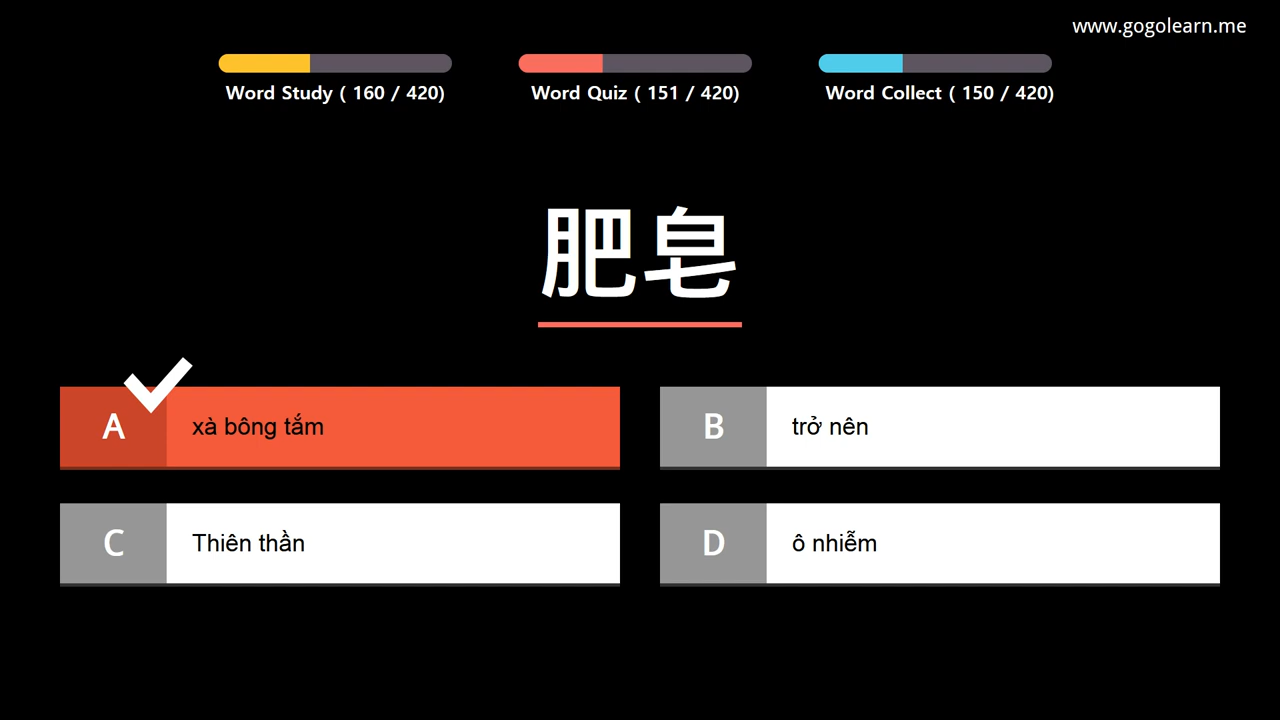 www.gogolearn.me
Word Study ( 160 / 420)
Word Quiz ( 151 / 420)
Word Collect ( 150 / 420)
肥皂
A xà bông tắm
B trở nên
C Thiên thần
D ô nhiễm